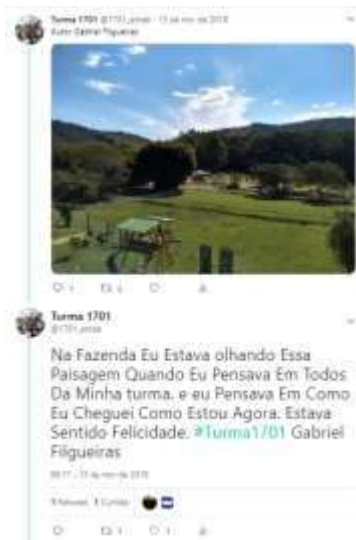 Turma 1701
Autor Gabriel Filgueiras
Turma 1701
Na Fazenda Eu Estava olhando Essa
Paisagem Quando Eu Pensava Em Todos
Da Minha turma. e eu Pensava Em Como
Eu Cheguei Como Estou Agora. Estava
Sentido Felicidade. #Turma1701 Gabriel
Filgueiras